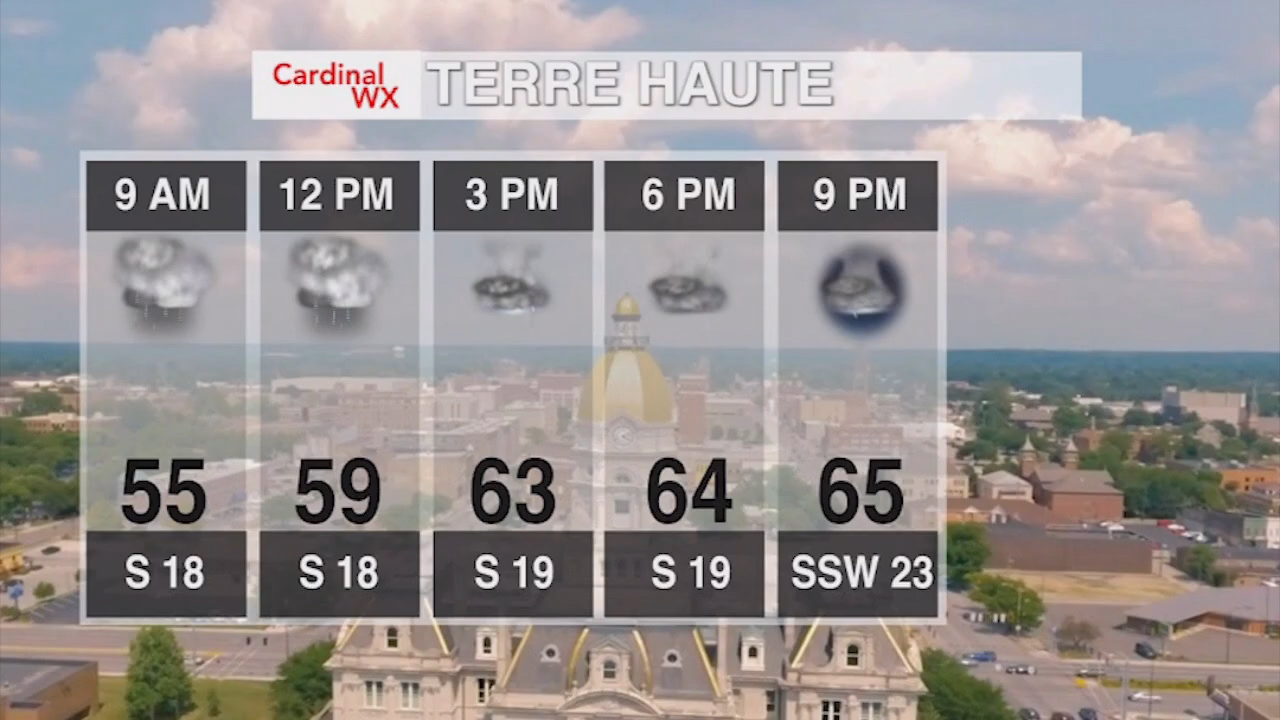 Cardinal
WX
TERRE HAUTE
9 AM 12 PM 3 PM 6 PM 9 PM
55 59 63 64 65
S 18 S 18 S 19 S 19 SSW 23